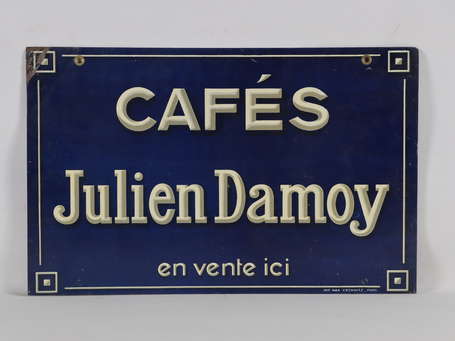 CAFÉS
Julien Damoy
en vente ici